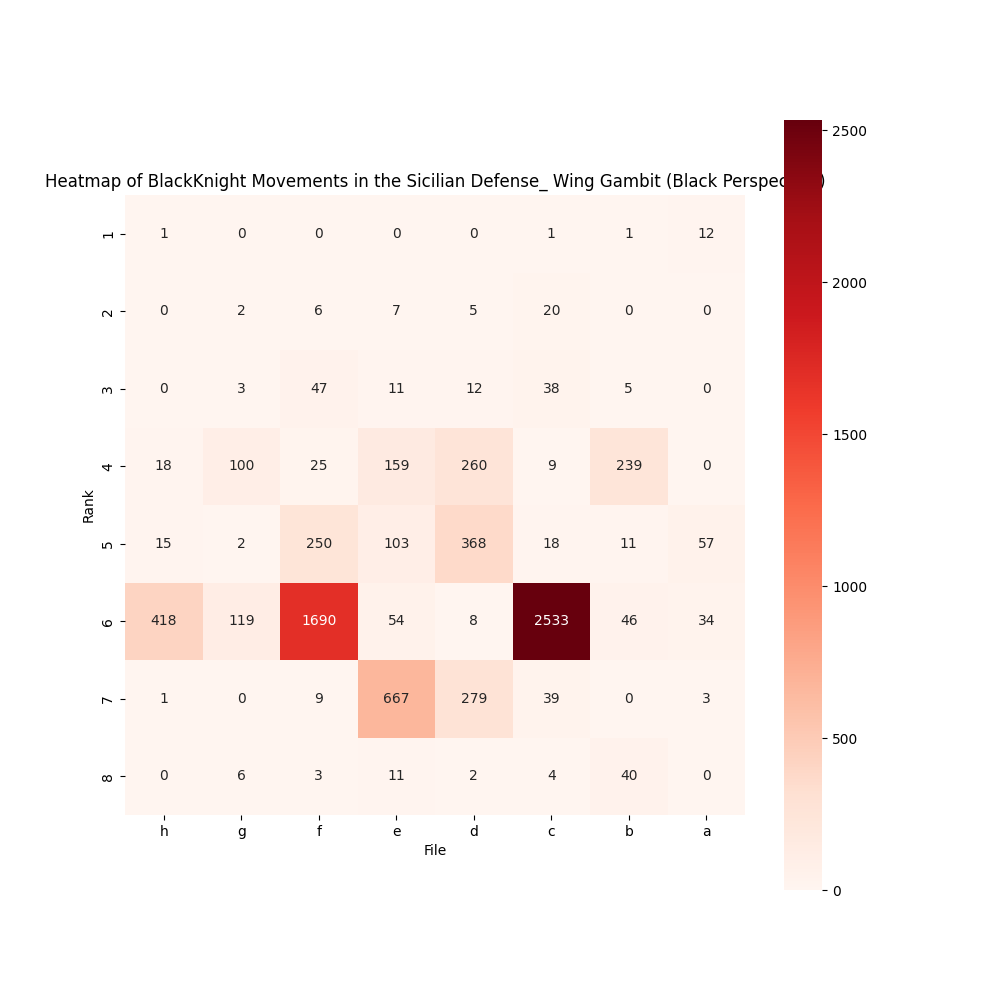 Heatmap of BlackKnight Movements in the Sicilian Defense_ Wing Gambit (Black )
2500
2000
1500
1000
500
0
Rank
1 1 0 0 0 0 1 1 12
2 0 2 6 7 5 20 0 0
3 0 3 47 11 12 38 5 0
4 18 100 25 159 260 9 239 0
5 15 2 250 103 368 18 11 57
6 418 119 1690 54 8 2533 46 34
7 1 0 9 667 279 39 0 3
8 0 6 3 11 2 4 40 0
h g f e d c b a
File